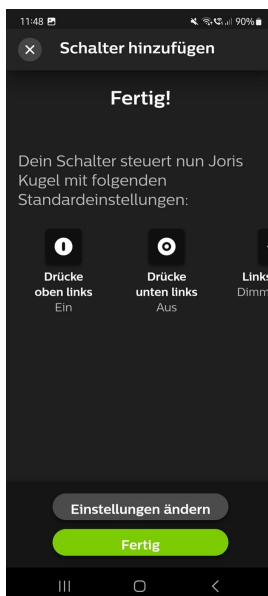 11:48 90%
Schalter hinzufügen
Fertig!
Dein Schalter steuert nun Joris
Kugel mit folgenden
Standardeinstellungen:
Drücke
oben links
Ein
Drücke
unten links
Aus
Links
Dimm
Einstellungen ändern
Fertig